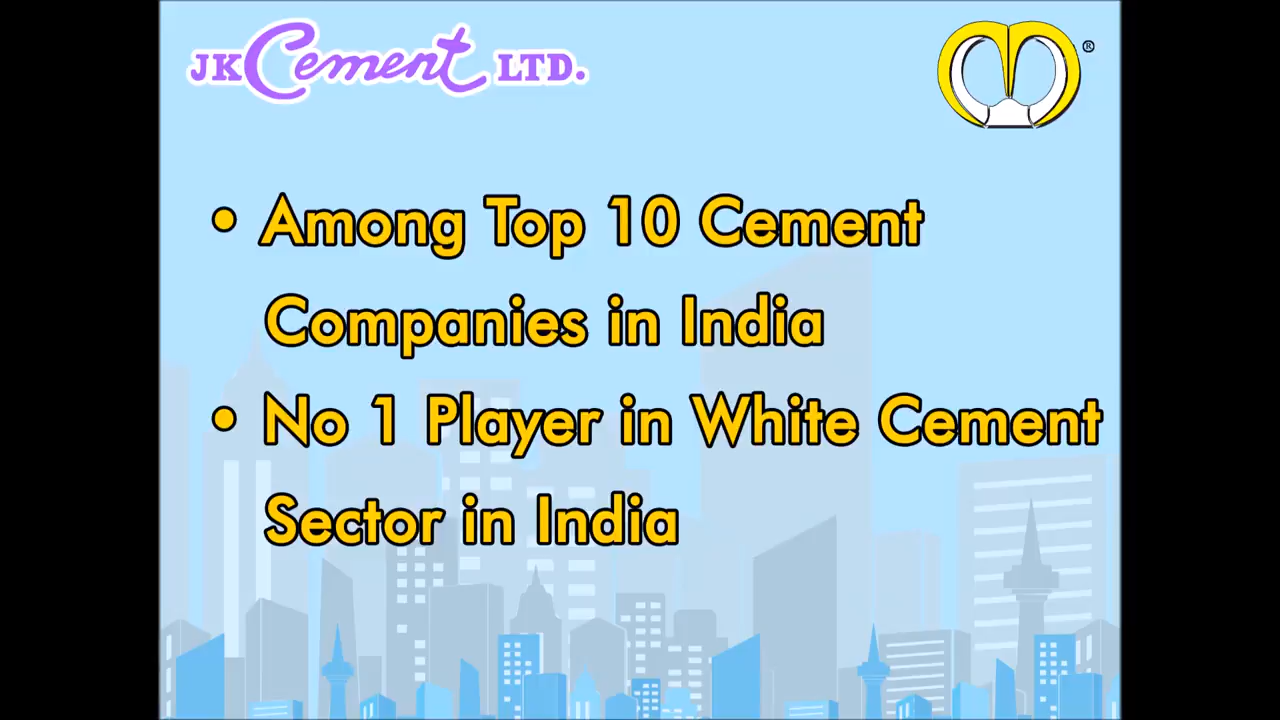 JK Cement LTD.
®
• Among Top 10 Cement
Companies in India
• No 1 Player in White Cement
Sector in India